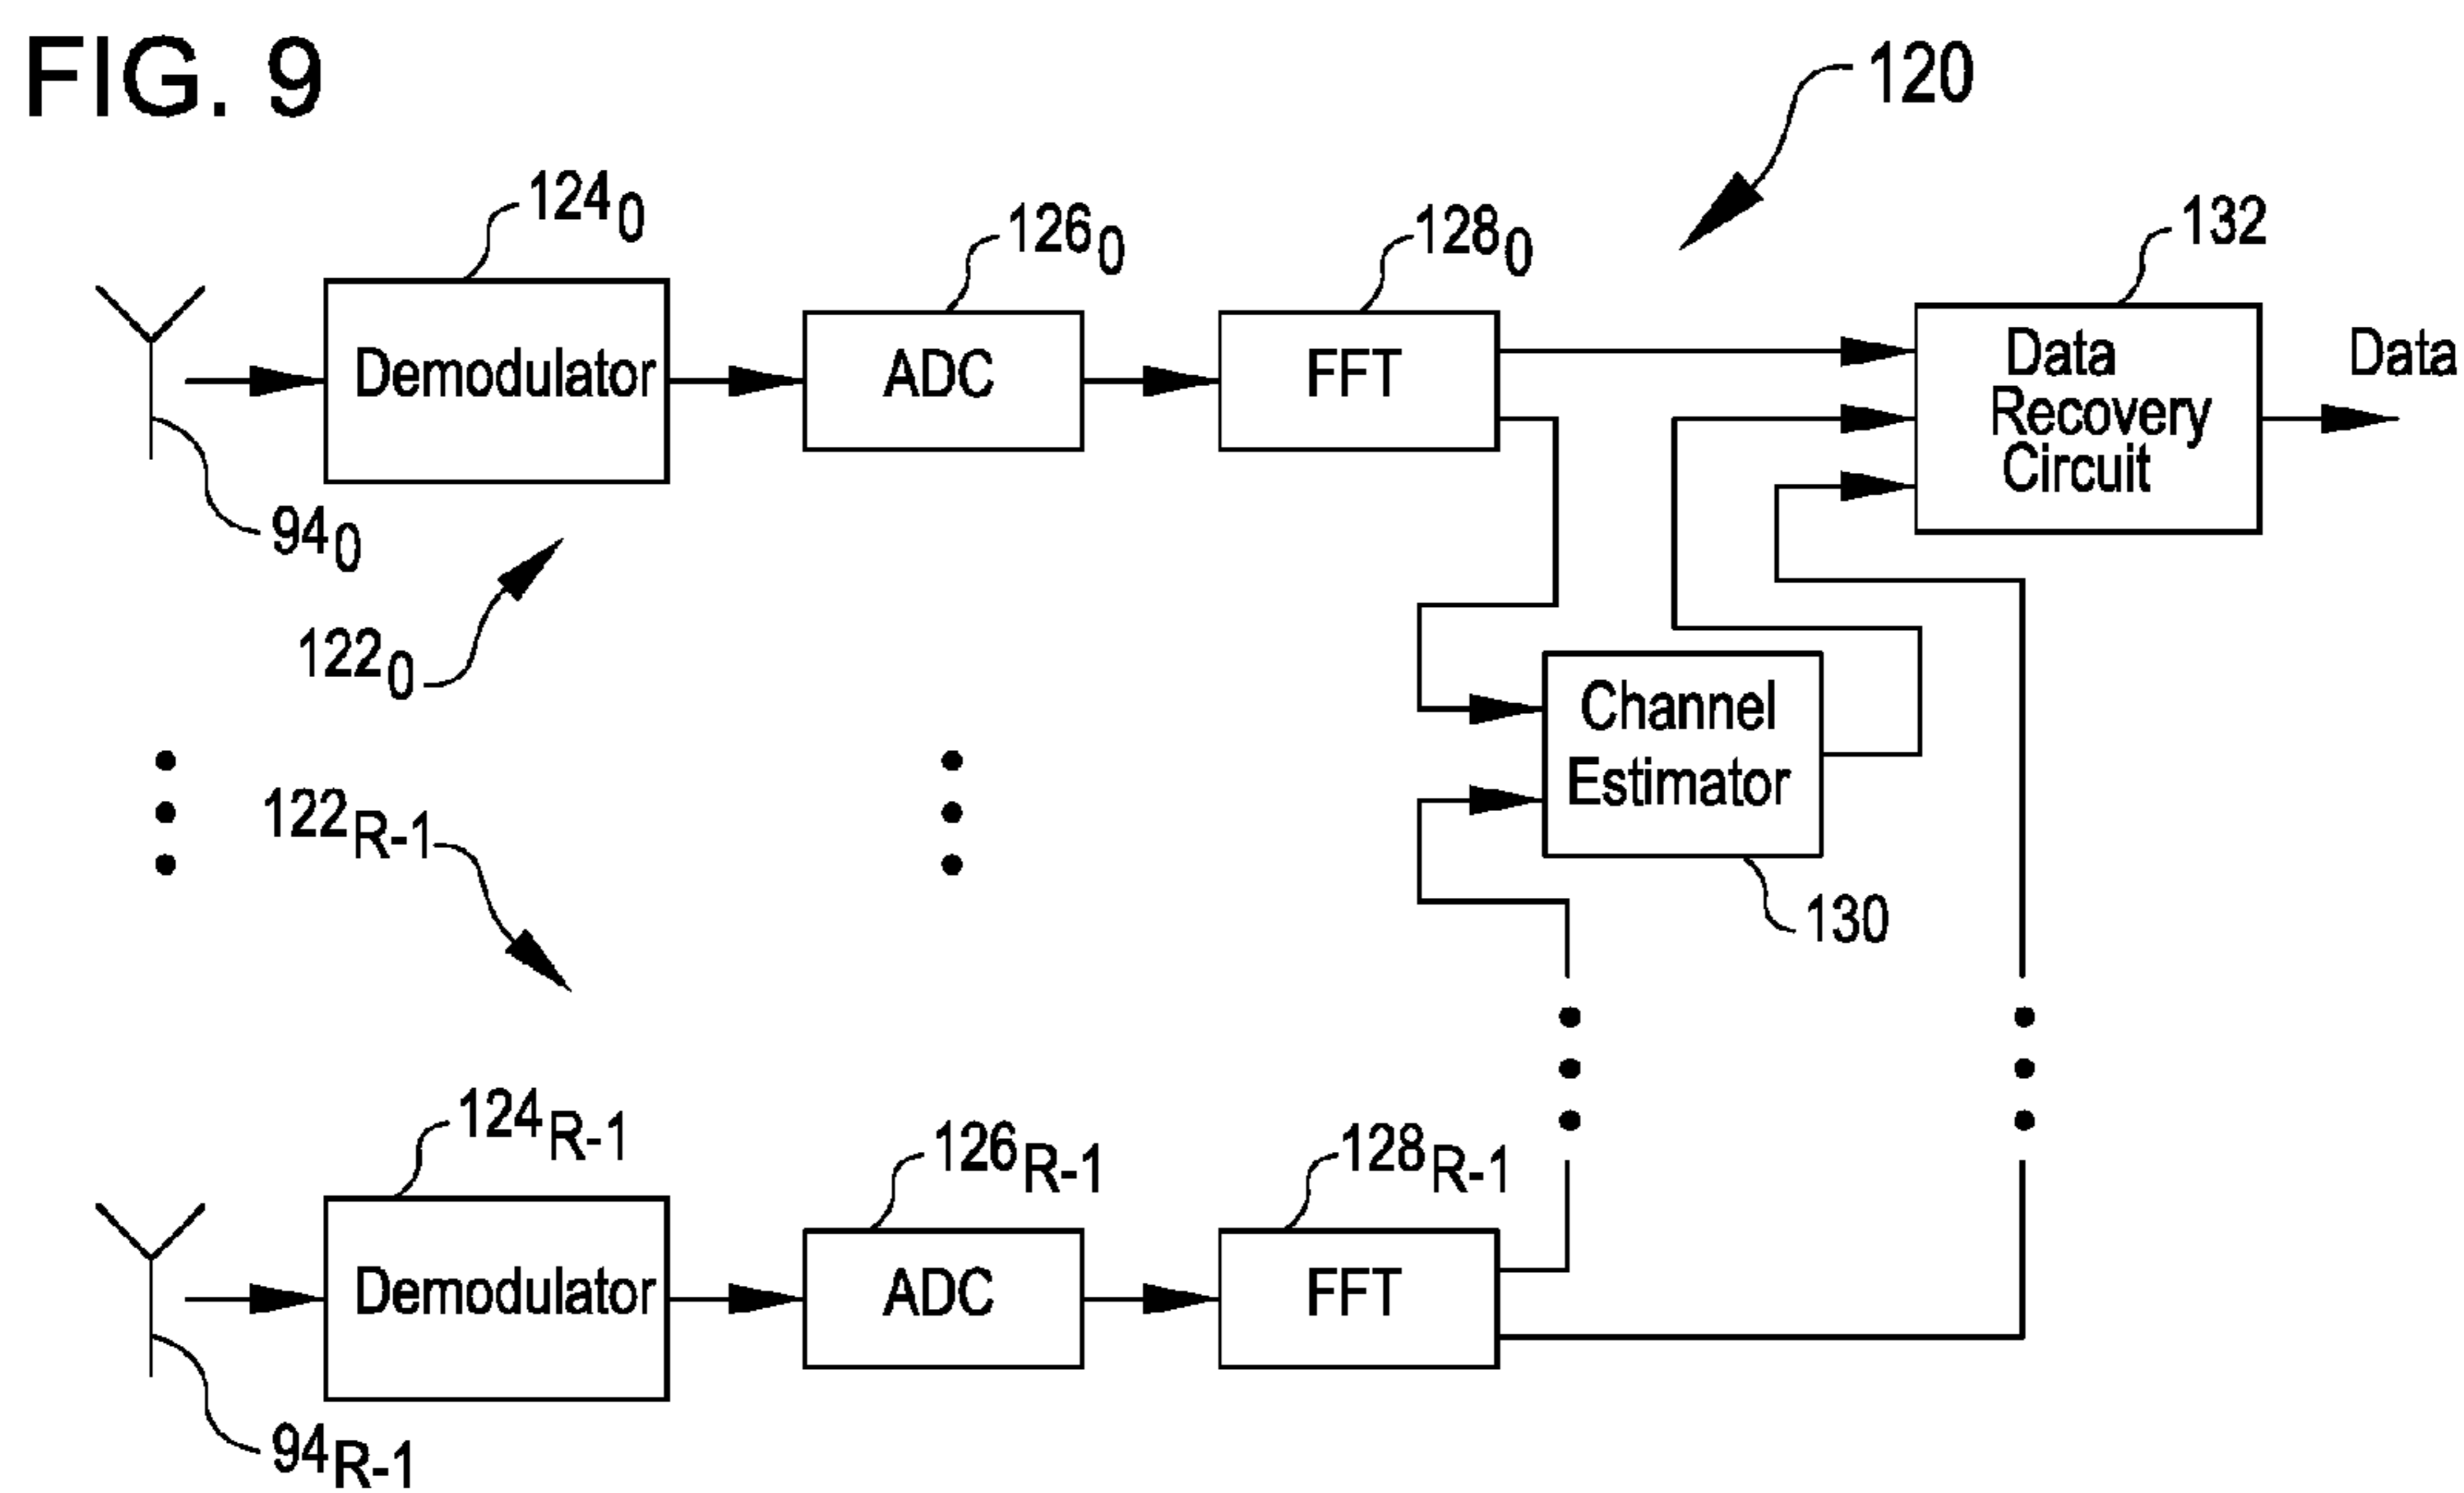 FIG. 9
120
124₀
126₀
128₀
132
Demodulator
ADC
FFT
Data
Recovery
Circuit
Data
94₀
122₀
Channel
Estimator
122R-1
130
124R-1
126R-1
128R-1
Demodulator
ADC
FFT
94R-1